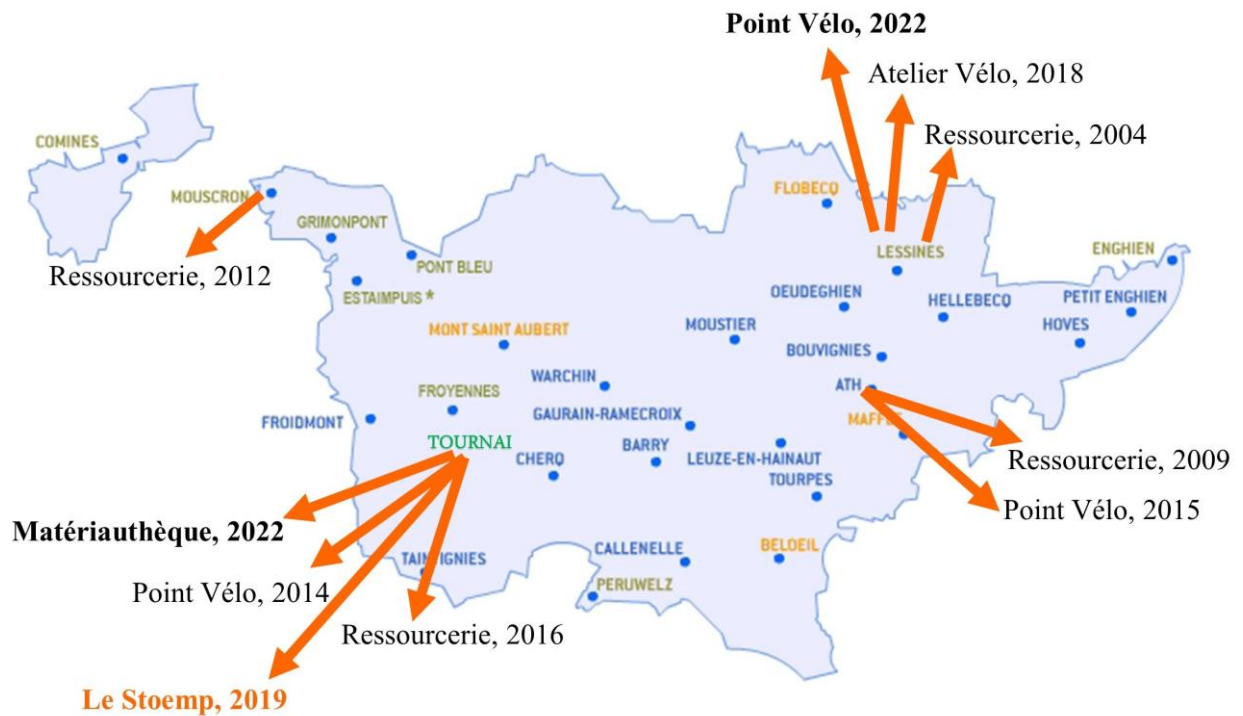 Point Vélo, 2022
Atelier Vélo, 2018
Ressourcerie, 2004
COMINES
MOUSCRON
FLOBECQ
GRIMONPONT
LESSINES
ENGHIEN
Ressourcerie, 2012
PONT BLEU
ESTAIMPUIS *
OEUDEGHIEN
HELLEBECQ
PETIT ENGHIEN
MONT SAINT AUBERT
MOUSTIER
HOVES
BOUVIGNIES
WARCHIN
ATH
FROYENNES
FROIDMONT
GAURAIN-RAMECROIX
MAFFLE
TOURNAI
BARRY
CHERQ
LEUZE-EN-HAINAUT
Ressourcerie, 2009
TOURPES
Point Vélo, 2015
Matériauthèque, 2022
TAINTIGNIES
CALLENELLE
BELOEIL
PERUWELZ
Point Vélo, 2014
Ressourcerie, 2016
Le Stoemp, 2019